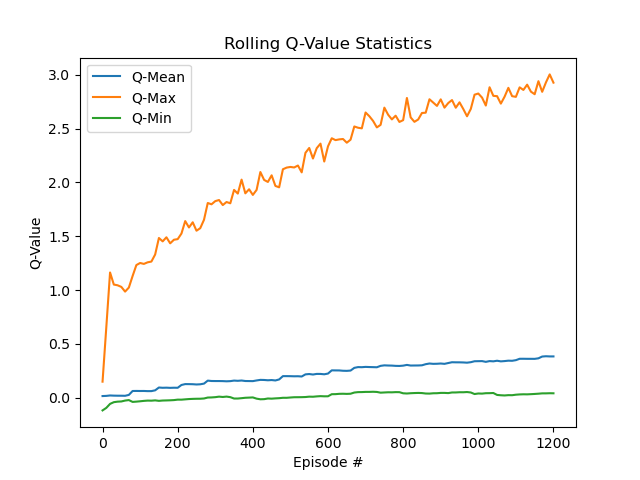 Rolling Q-Value Statistics
Q-Mean
Q-Max
Q-Min
Q-Value
3.0
2.5
2.0
1.5
1.0
0.5
0.0
0 200 400 600 800 1000 1200
Episode #